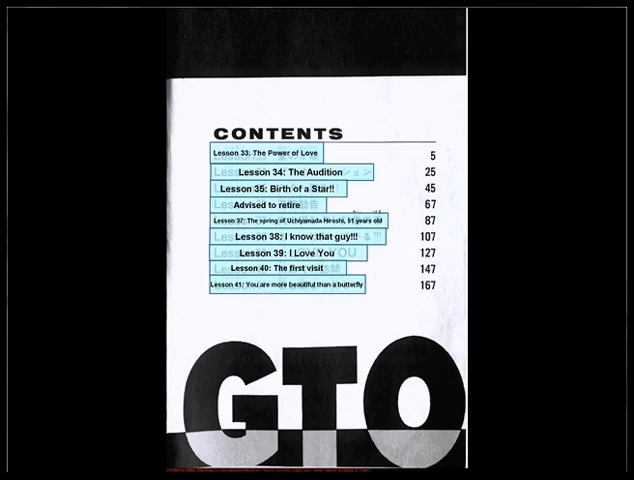 CONTENTS
Lesson 33: The Power of Love 5
Lesson 34: The Audition 25
Lesson 35: Birth of a Star!! 45
Advised to retire 67
Lesson 37: The spring of Uchiyamada Hiroshi, 51 years old 87
Lesson 38: I know that guy!!! 107
Lesson 39: I Love You 127
Lesson 40: The first visit 147
Lesson 41: You are more beautiful than a butterfly 167
GTO